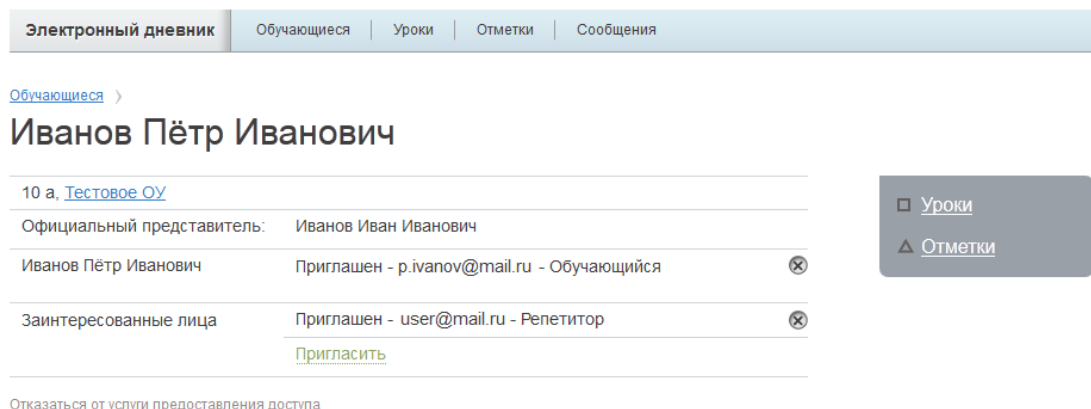 Электронный дневник Обучающиеся Уроки Отметки Сообщения
Обучающиеся
Иванов Пётр Иванович
10 а, Тестовое ОУ
Официальный представитель: Иванов Иван Иванович
Иванов Пётр Иванович Приглашен - p.ivanov@mail.ru - Обучающийся
Заинтересованные лица Приглашен - user@mail.ru - Репетитор
Пригласить
Отказаться от услуги предоставления доступа
Уроки
Отметки